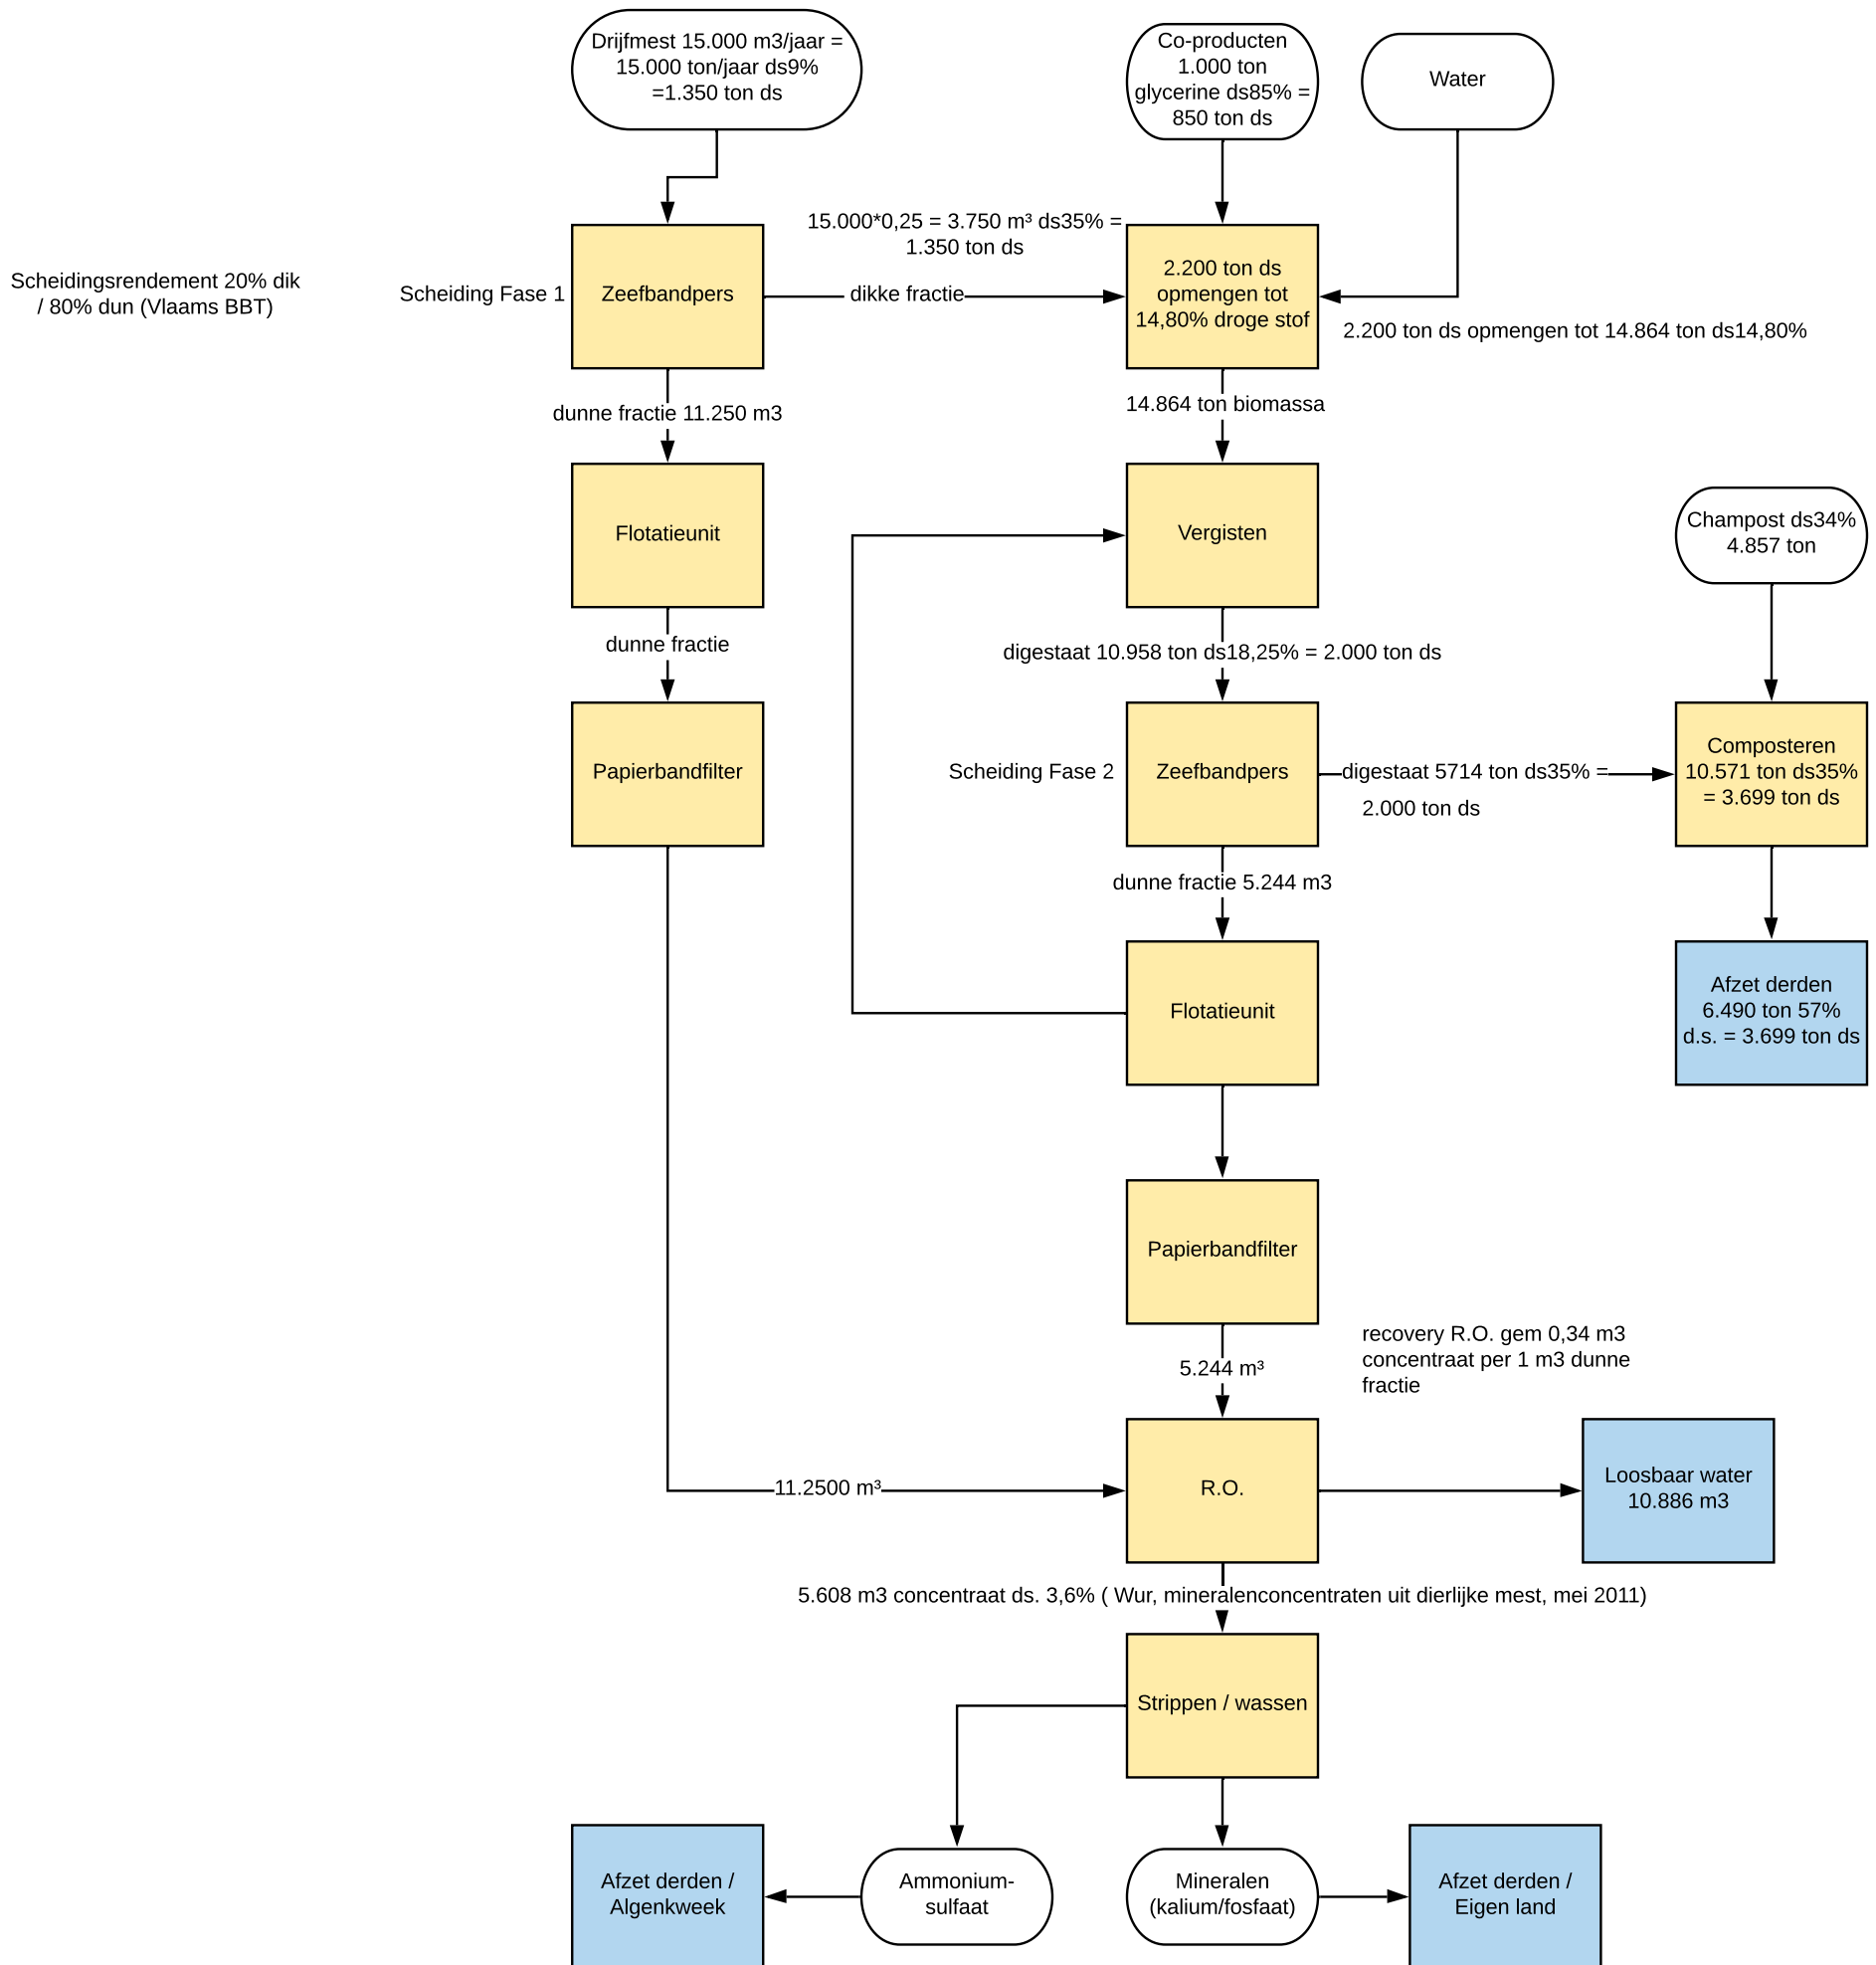 Drijfmest 15.000 m3/jaar =
15.000 ton/jaar ds9%
=1.350 ton ds
Co-producten
1.000 ton
glycerine ds85% =
850 ton ds
Water
15.000*0,25 = 3.750 m³ ds35% =
1.350 ton ds
Scheidingsrendement 20% dik
/ 80% dun (Vlaams BBT)
Scheiding Fase 1
Zeefbandpers
dikke fractie
2.200 ton ds
opmengen tot
14,80% droge stof
2.200 ton ds opmengen tot 14.864 ton ds14,80%
dunne fractie 11.250 m3
14.864 ton biomassa
Flotatieunit
Vergisten
Champost ds34%
4.857 ton
dunne fractie
digestaat 10.958 ton ds18,25% = 2.000 ton ds
Papierbandfilter
Scheiding Fase 2
Zeefbandpers
digestaat 5714 ton ds35% =
2.000 ton ds
Composteren
10.571 ton ds35%
= 3.699 ton ds
dunne fractie 5.244 m3
Flotatieunit
Afzet derden
6.490 ton 57%
d.s. = 3.699 ton ds
Papierbandfilter
recovery R.O. gem 0,34 m3
concentraat per 1 m3 dunne
fractie
5.244 m³
11.2500 m³
R.O.
Loosbaar water
10.886 m3
5.608 m3 concentraat ds. 3,6% ( Wur, mineralenconcentraten uit dierlijke mest, mei 2011)
Strippen / wassen
Afzet derden /
Algenkweek
Ammonium-
sulfaat
Mineralen
(kalium/fosfaat)
Afzet derden /
Eigen land